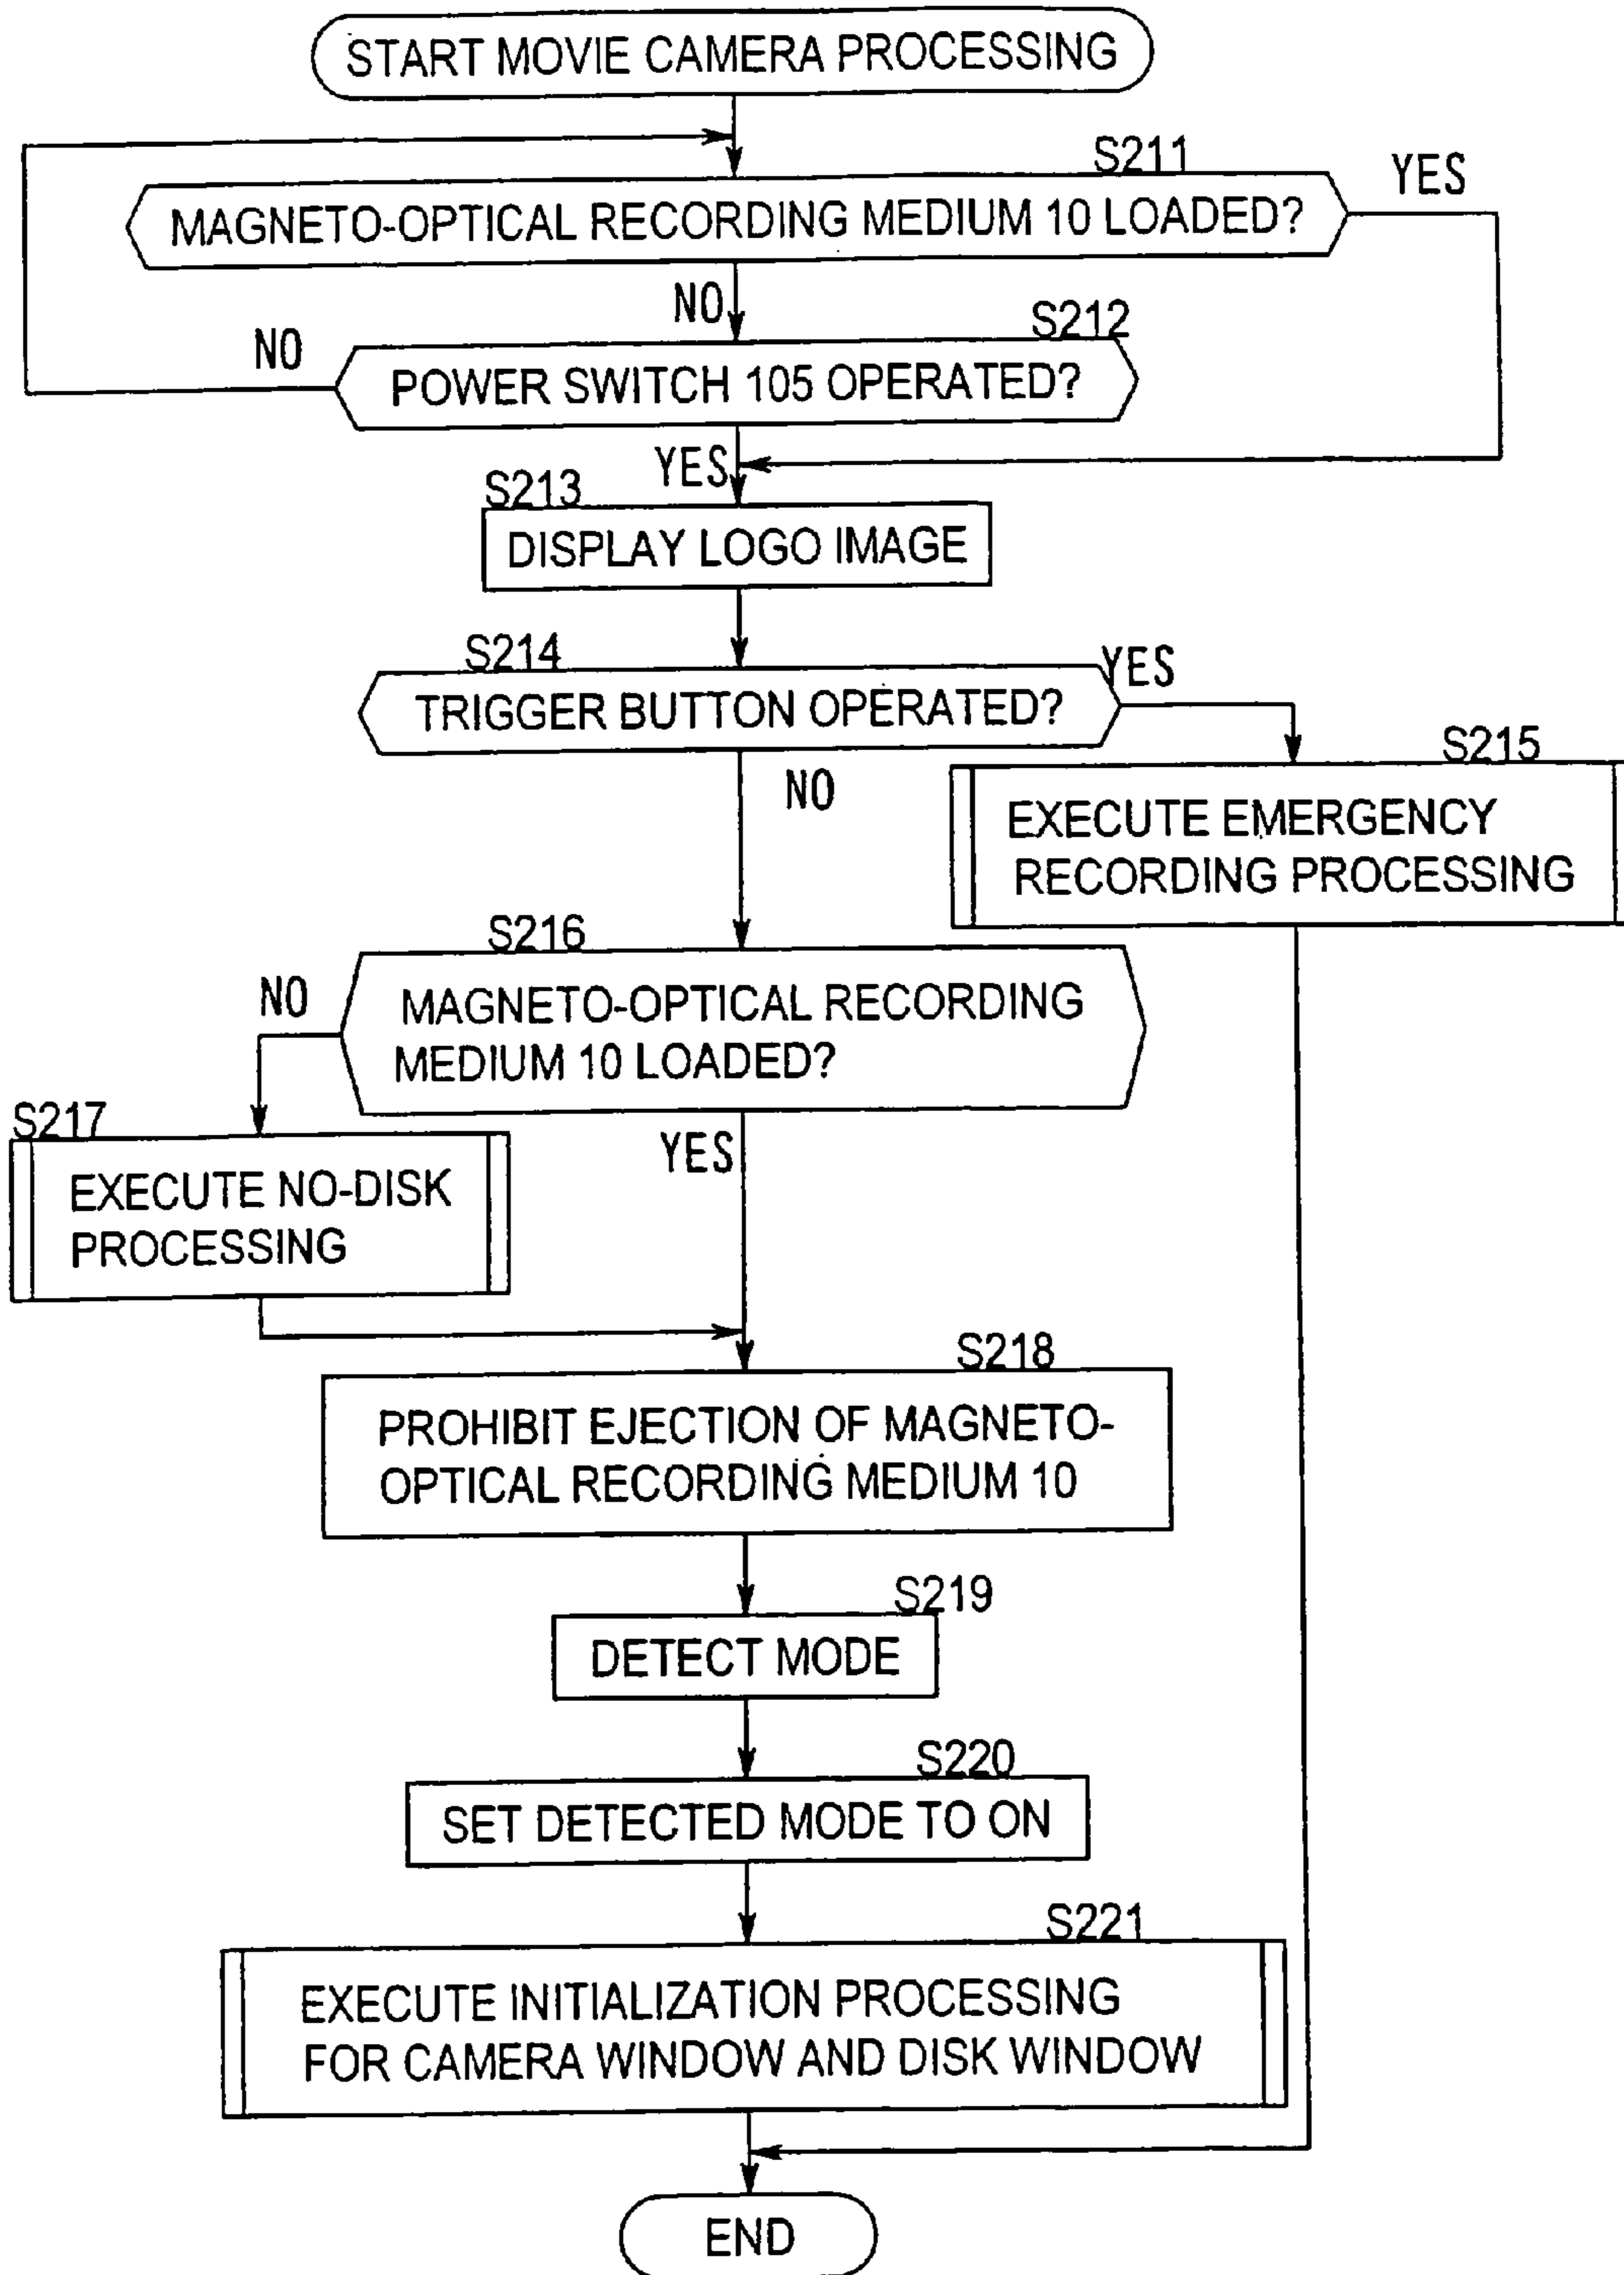 START MOVIE CAMERA PROCESSING
S211
YES
MAGNETO-OPTICAL RECORDING MEDIUM 10 LOADED?
NO
S212
NO
POWER SWITCH 105 OPERATED?
YES
S213
DISPLAY LOGO IMAGE
S214
YES
TRIGGER BUTTON OPERATED?
S215
NO
EXECUTE EMERGENCY
RECORDING PROCESSING
S216
NO
MAGNETO-OPTICAL RECORDING
MEDIUM 10 LOADED?
S217
YES
EXECUTE NO-DISK
PROCESSING
S218
PROHIBIT EJECTION OF MAGNETO-
OPTICAL RECORDING MEDIUM 10
S219
DETECT MODE
S220
SET DETECTED MODE TO ON
S221
EXECUTE INITIALIZATION PROCESSING
FOR CAMERA WINDOW AND DISK WINDOW
END